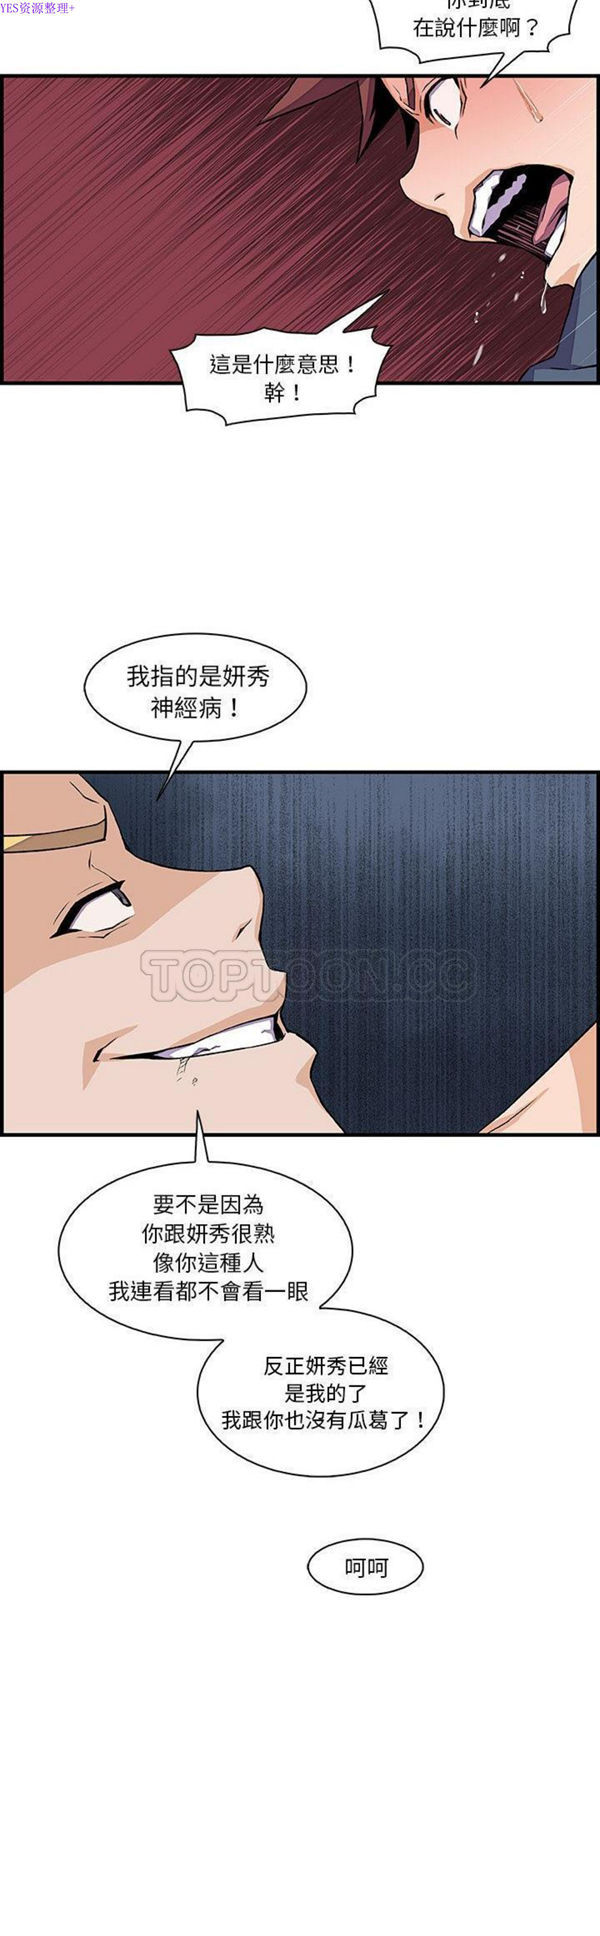 YES资源整理+
你到底
在說什麼啊？
這是什麼意思！
幹！
我指的是妍秀
神經病！
TOPTOON.CC
要不是因為
你跟妍秀很熟
像你這種人
我連看都不會看一眼
反正妍秀已經
是我的了
我跟你也沒有瓜葛了！
呵呵